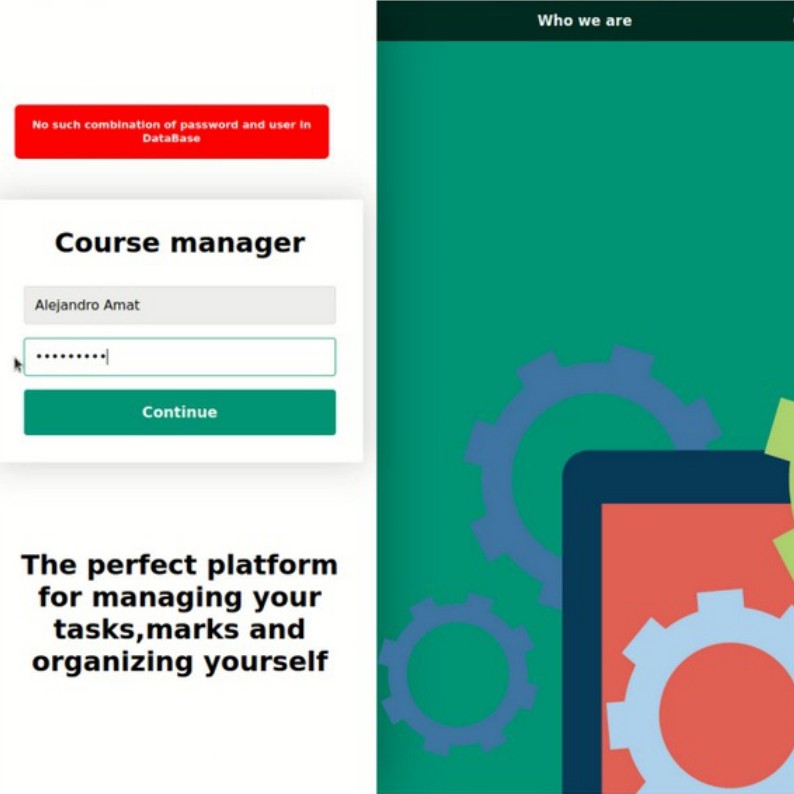 Who we are
No such combination of password and user in
DataBase
Course manager
Alejandro Amat
•••••••••
Continue
The perfect platform
for managing your
tasks,marks and
organizing yourself